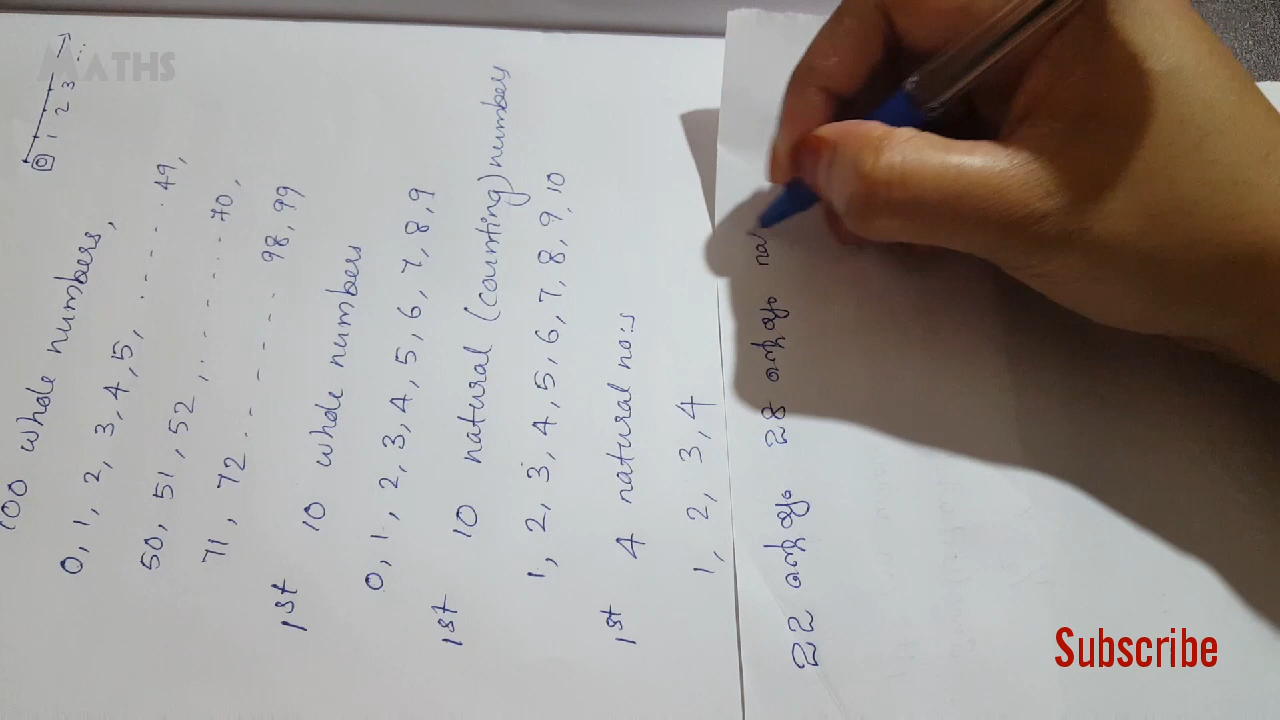 MATHS
0 1 2 3 ...
100 whole numbers,
0, 1, 2, 3, 4, 5, . - - - . 49,
50, 51, 52, . - - - . . 70,
71, 72 . . - - - - . 98, 99
1st 10 whole numbers
0, 1, 2, 3, 4, 5, 6, 7, 8, 9
1st 10 natural (counting) number
1, 2, 3, 4, 5, 6, 7, 8, 9, 10
1st 4 natural no:s
1, 2, 3, 4
Subscribe